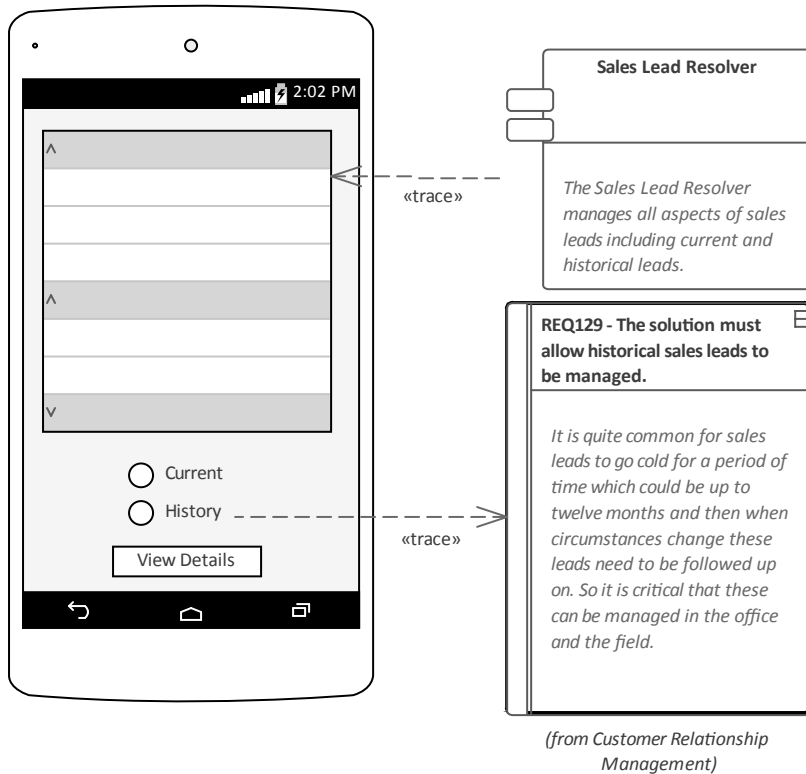 2:02 PM
Sales Lead Resolver
«trace»
The Sales Lead Resolver
manages all aspects of sales
leads including current and
historical leads.
REQ129 - The solution must
allow historical sales leads to
be managed.
It is quite common for sales
leads to go cold for a period of
time which could be up to
twelve months and then when
circumstances change these
leads need to be followed up
on. So it is critical that these
can be managed in the office
and the field.
Current
History
«trace»
View Details
(from Customer Relationship
Management)